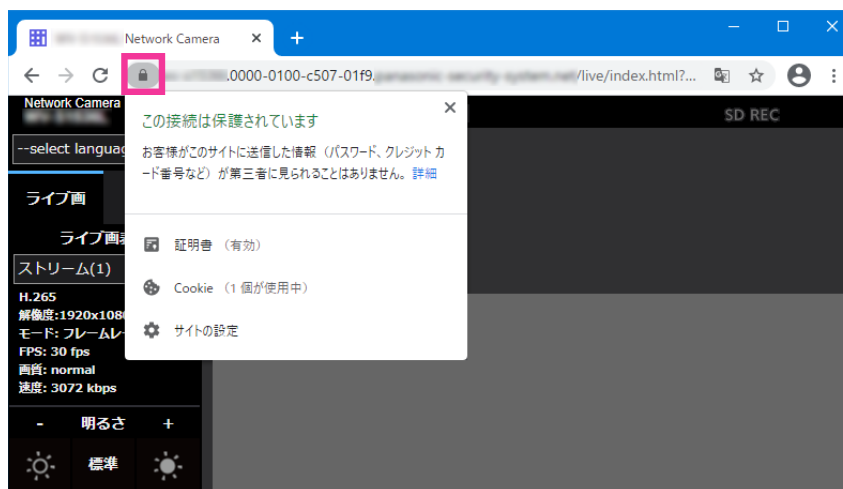 Network Camera
.0000-0100-c507-01f9.
/live/index.html?...
Network Camera
SD REC
--select languag
この接続は保護されています
お客様がこのサイトに送信した情報（パスワード、クレジット カ
ード番号など）が第三者に見られることはありません。詳細
ライブ画
ライブ画表
証明書 （有効）
ストリーム(1)
Cookie （1 個が使用中）
H.265
解像度:1920x108
サイトの設定
モード: フレームレ
FPS: 30 fps
画質: normal
速度: 3072 kbps
- 明るさ +
標準